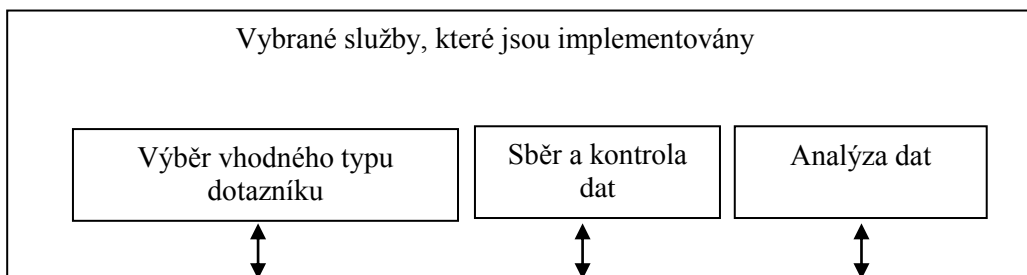 Vybrané služby, které jsou implementovány
Výběr vhodného typu
dotazníku
Sběr a kontrola
dat
Analýza dat